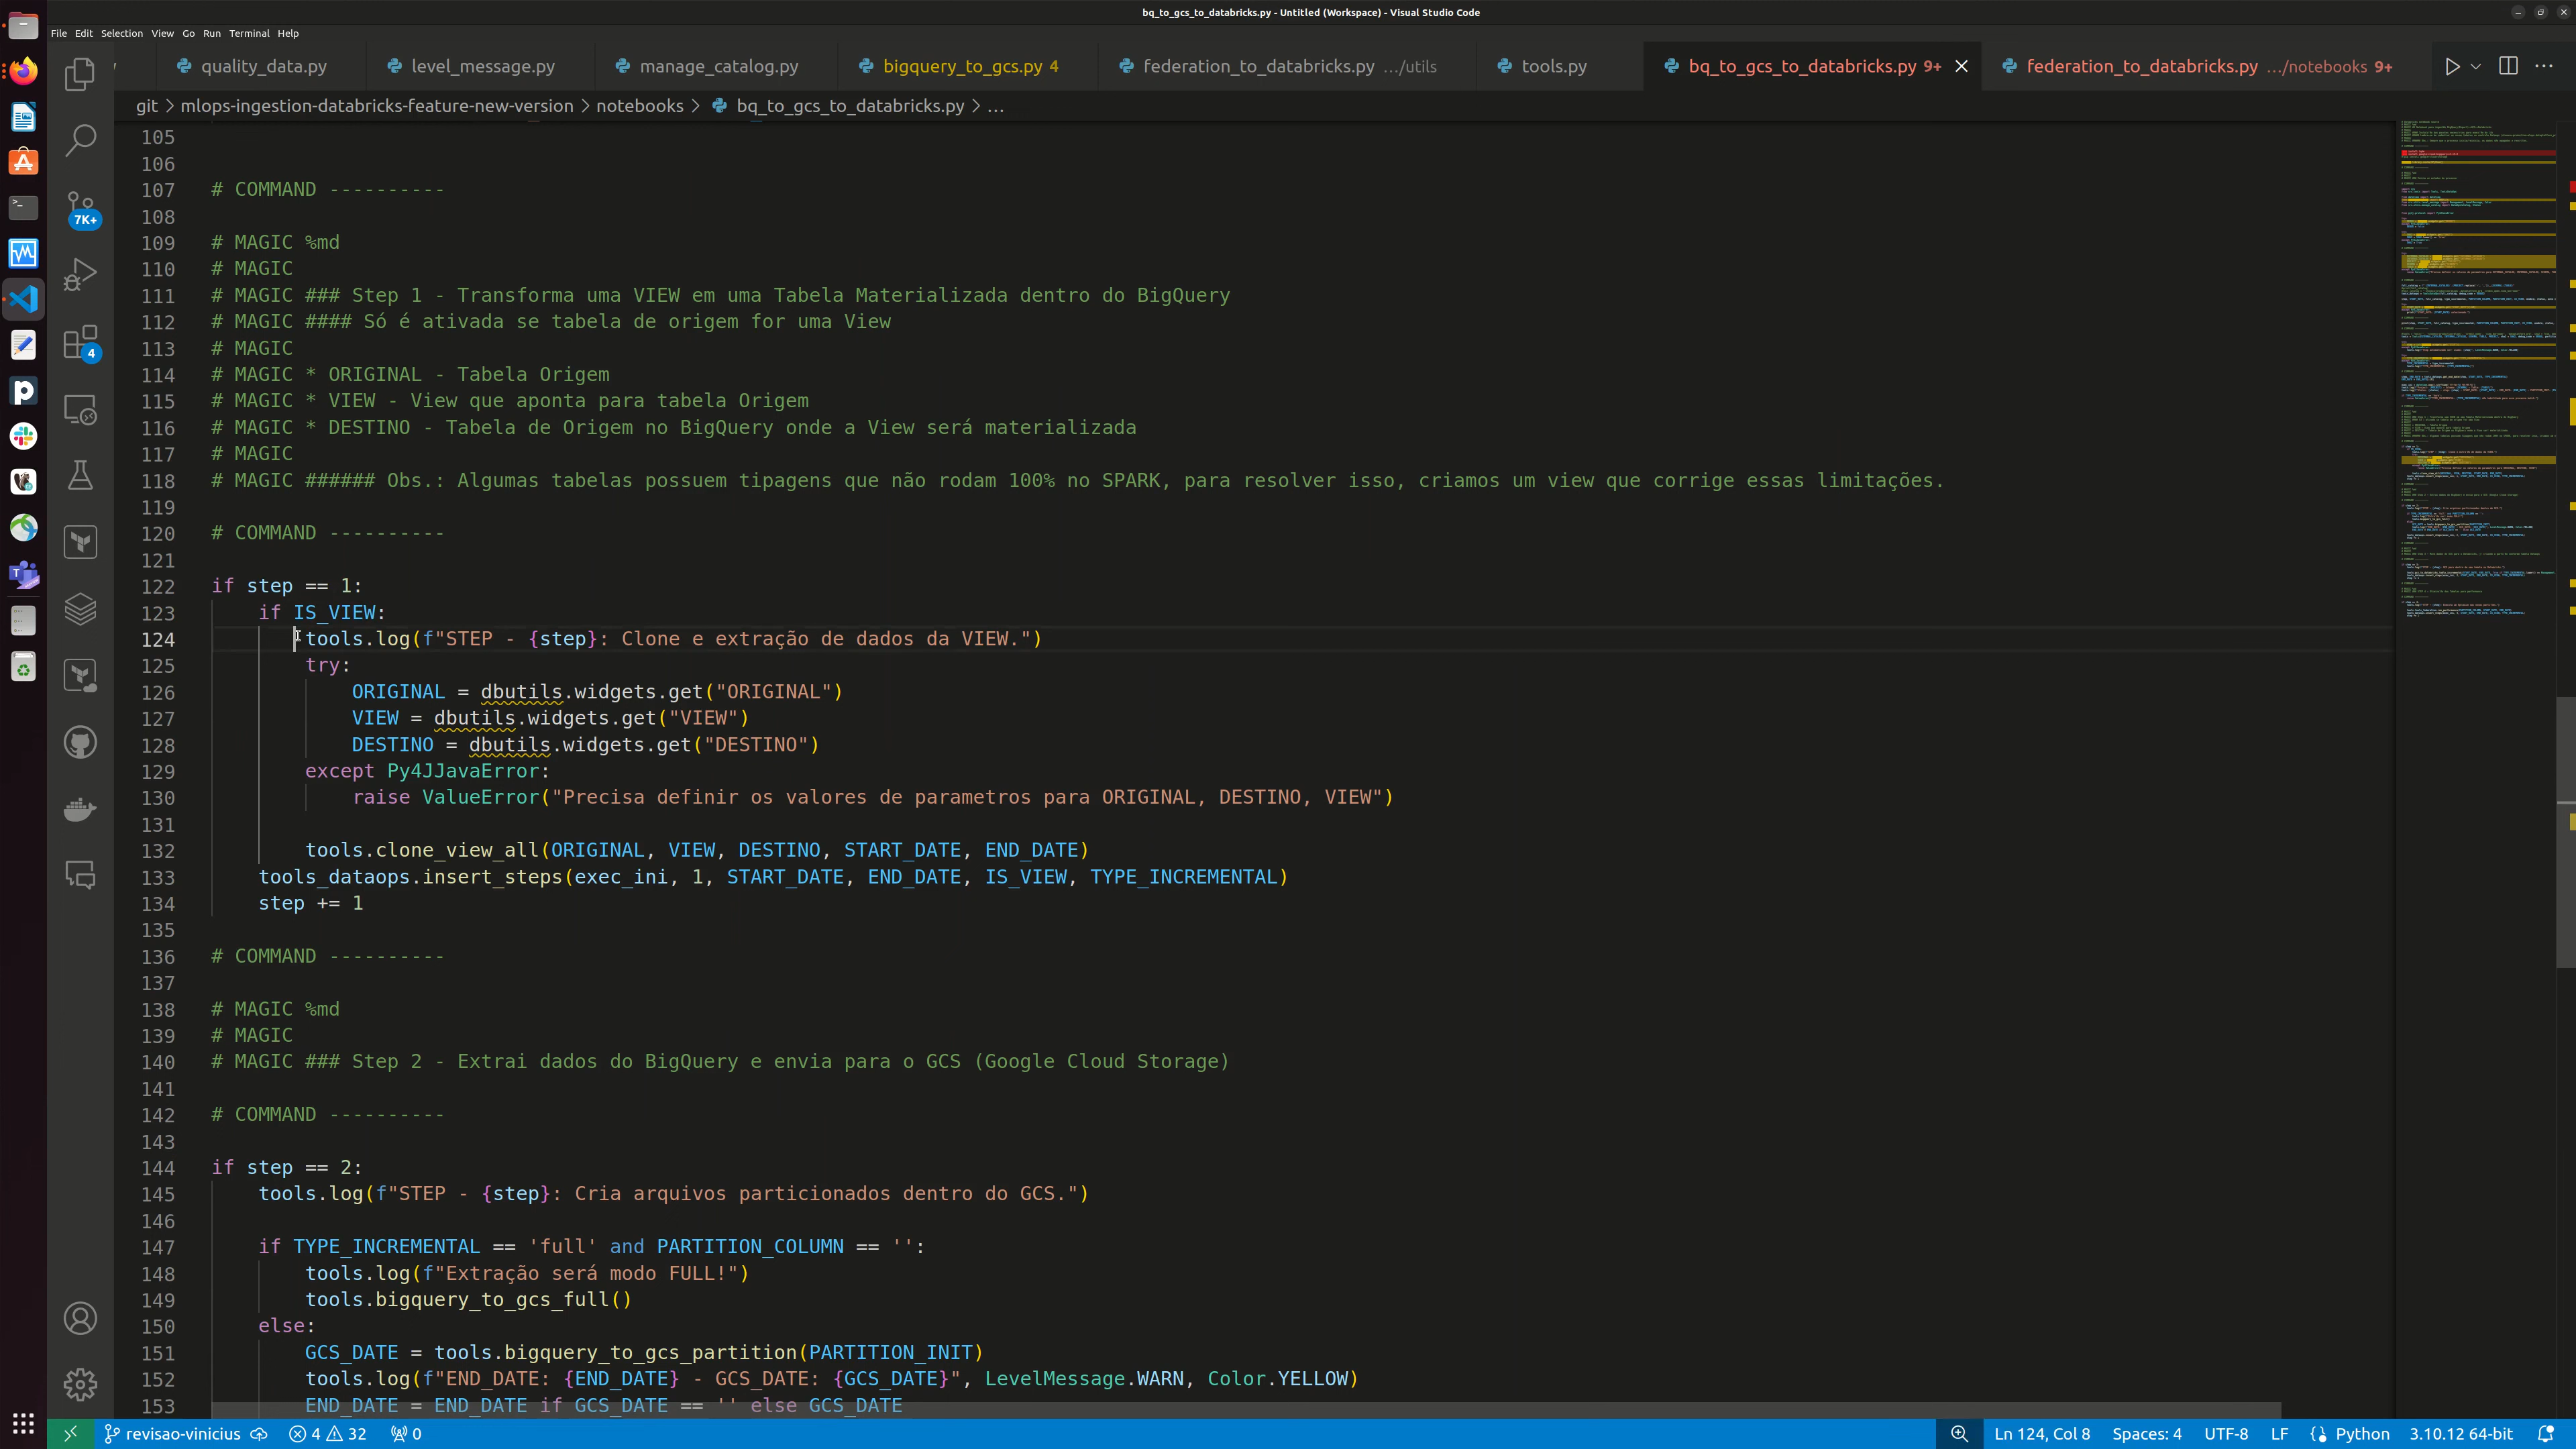 bq_to_gcs_to_databricks.py - Untitled (Workspace) - Visual Studio Code
File Edit Selection View Go Run Terminal Help
quality_data.py level_message.py manage_catalog.py bigquery_to_gcs.py 4 federation_to_databricks.py .../utils tools.py bq_to_gcs_to_databricks.py 9+ federation_to_databricks.py .../notebooks 9+
git > mlops-ingestion-databricks-feature-new-version > notebooks > bq_to_gcs_to_databricks.py > ...
105
106
107 # COMMAND ----------
108
109 # MAGIC %md
110 # MAGIC
111 # MAGIC ### Step 1 - Transforma uma VIEW em uma Tabela Materializada dentro do BigQuery
112 # MAGIC #### Só é ativada se tabela de origem for uma View
113 # MAGIC
114 # MAGIC * ORIGINAL - Tabela Origem
115 # MAGIC * VIEW - View que aponta para tabela Origem
116 # MAGIC * DESTINO - Tabela de Origem no BigQuery onde a View será materializada
117 # MAGIC
118 # MAGIC ###### Obs.: Algumas tabelas possuem tipagens que não rodam 100% no SPARK, para resolver isso, criamos um view que corrige essas limitações.
119
120 # COMMAND ----------
121
122 if step == 1:
123     if IS_VIEW:
124         tools.log(f"STEP - {step}: Clone e extração de dados da VIEW.")
125         try:
126             ORIGINAL = dbutils.widgets.get("ORIGINAL")
127             VIEW = dbutils.widgets.get("VIEW")
128             DESTINO = dbutils.widgets.get("DESTINO")
129         except Py4JJavaError:
130             raise ValueError("Precisa definir os valores de parametros para ORIGINAL, DESTINO, VIEW")
131
132         tools.clone_view_all(ORIGINAL, VIEW, DESTINO, START_DATE, END_DATE)
133     tools_dataops.insert_steps(exec_ini, 1, START_DATE, END_DATE, IS_VIEW, TYPE_INCREMENTAL)
134     step += 1
135
136 # COMMAND ----------
137
138 # MAGIC %md
139 # MAGIC
140 # MAGIC ### Step 2 - Extrai dados do BigQuery e envia para o GCS (Google Cloud Storage)
141
142 # COMMAND ----------
143
144 if step == 2:
145     tools.log(f"STEP - {step}: Cria arquivos particionados dentro do GCS.")
146
147     if TYPE_INCREMENTAL == 'full' and PARTITION_COLUMN == '':
148         tools.log(f"Extração será modo FULL!")
149         tools.bigquery_to_gcs_full()
150     else:
151         GCS_DATE = tools.bigquery_to_gcs_partition(PARTITION_INIT)
152         tools.log(f"END_DATE: {END_DATE} - GCS_DATE: {GCS_DATE}", LevelMessage.WARN, Color.YELLOW)
153         END_DATE = END_DATE if GCS_DATE == '' else GCS_DATE
7K+
4
revisao-vinicius 4 32 0 Ln 124, Col 8 Spaces: 4 UTF-8 LF Python 3.10.12 64-bit